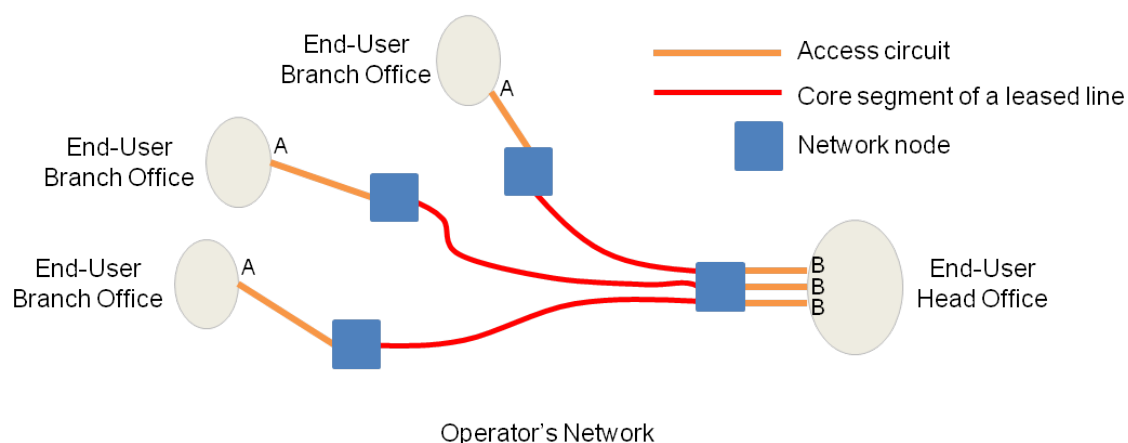 End-User
Branch Office
A
Access circuit
Core segment of a leased line
Network node
End-User
Branch Office
A
End-User
Branch Office
A
B
B
B
End-User
Head Office
Operator's Network